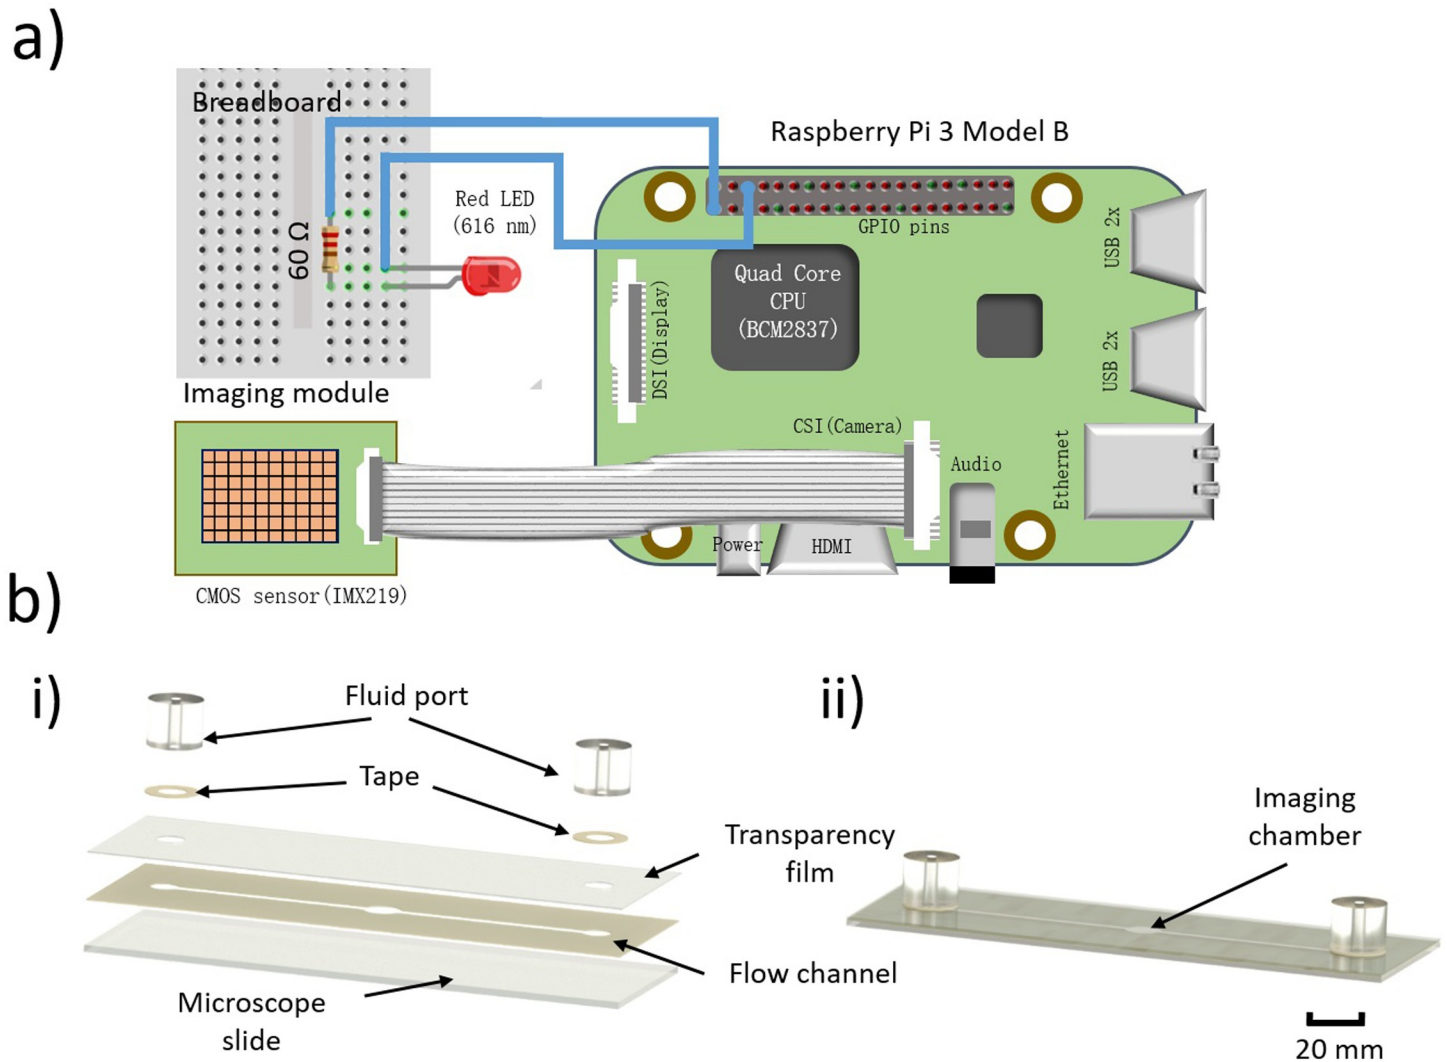 a)
Breadboard
Raspberry Pi 3 Model B
Red LED
(616 nm)
60 Ω
GPIO pins
USB 2x
Quad Core
CPU
(BCM2837)
DSI(Display)
USB 2x
Imaging module
CSI(Camera)
Audio
Ethernet
Power
HDMI
CMOS sensor(IMX219)
b)
i)
Fluid port
Tape
Transparency
film
Flow channel
Microscope
slide
ii)
Imaging
chamber
20 mm